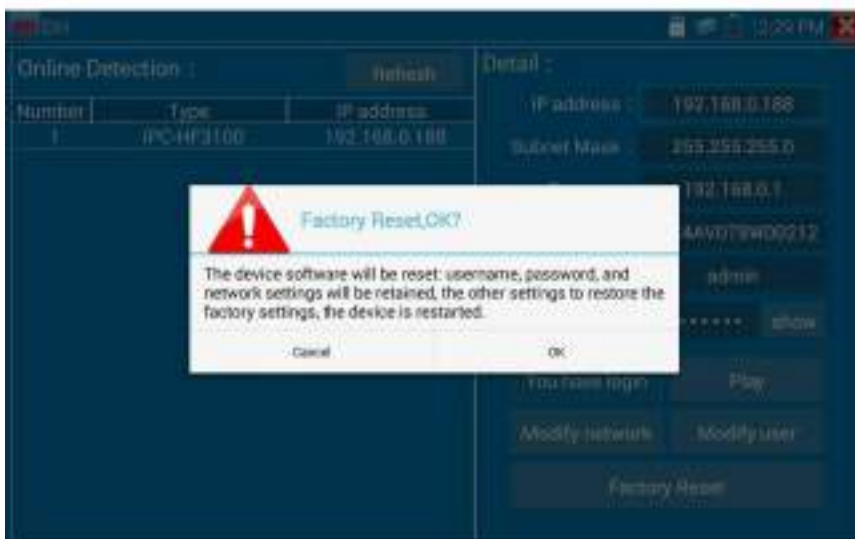 12:29 PM
Online Detection :
Refresh
Detail :
Number Type IP address
1 IPC-HF3100 192.168.0.188
IP address : 192.168.0.188
Subnet Mask 255.255.255.0
192.168.0.1
admin
show
Factory Reset,OK?
The device software will be reset: username, password, and
network settings will be retained, the other settings to restore the
factory settings, the device is restarted.
Cancel OK
You have login Play
Modify network Modify user
Factory Reset